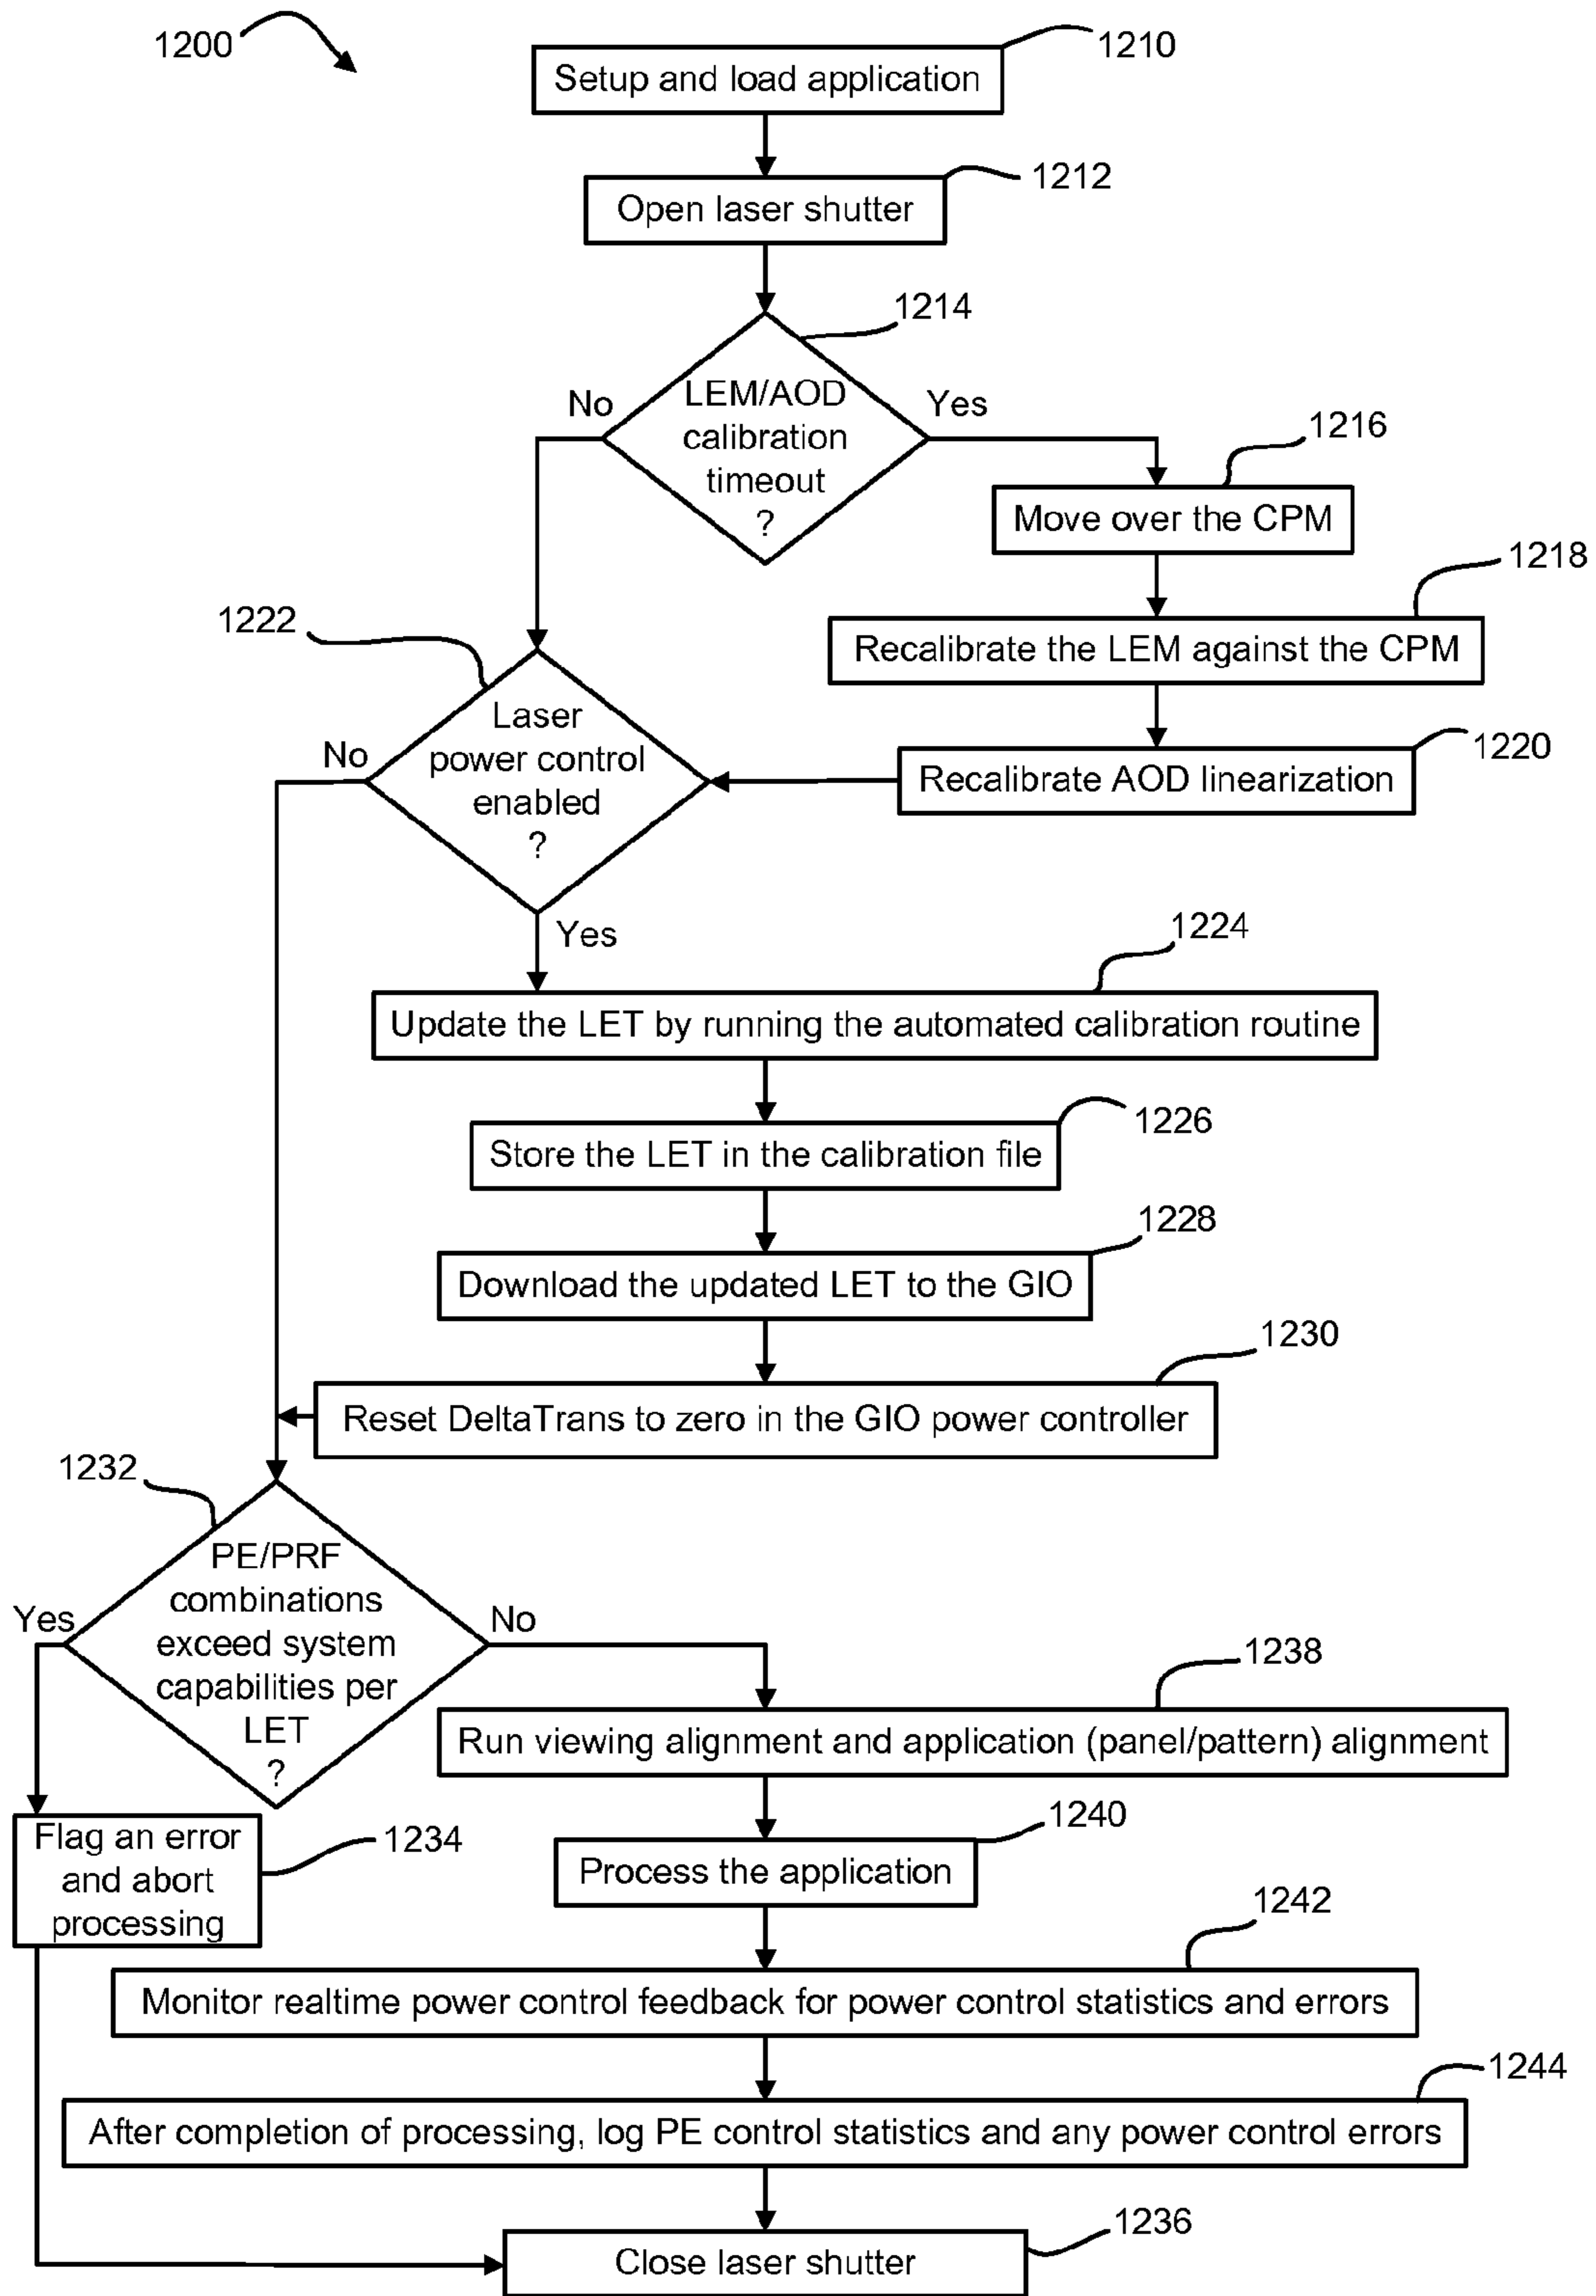 1200
1210
Setup and load application
1212
Open laser shutter
1214
LEM/AOD
calibration
timeout
?
No
Yes
1216
Move over the CPM
1218
Recalibrate the LEM against the CPM
1220
Recalibrate AOD linearization
1222
Laser
power control
enabled
?
No
Yes
1224
Update the LET by running the automated calibration routine
1226
Store the LET in the calibration file
1228
Download the updated LET to the GIO
1230
Reset DeltaTrans to zero in the GIO power controller
1232
PE/PRF
combinations
exceed system
capabilities per
LET
?
Yes
No
1234
Flag an error
and abort
processing
1238
Run viewing alignment and application (panel/pattern) alignment
1240
Process the application
1242
Monitor realtime power control feedback for power control statistics and errors
1244
After completion of processing, log PE control statistics and any power control errors
1236
Close laser shutter